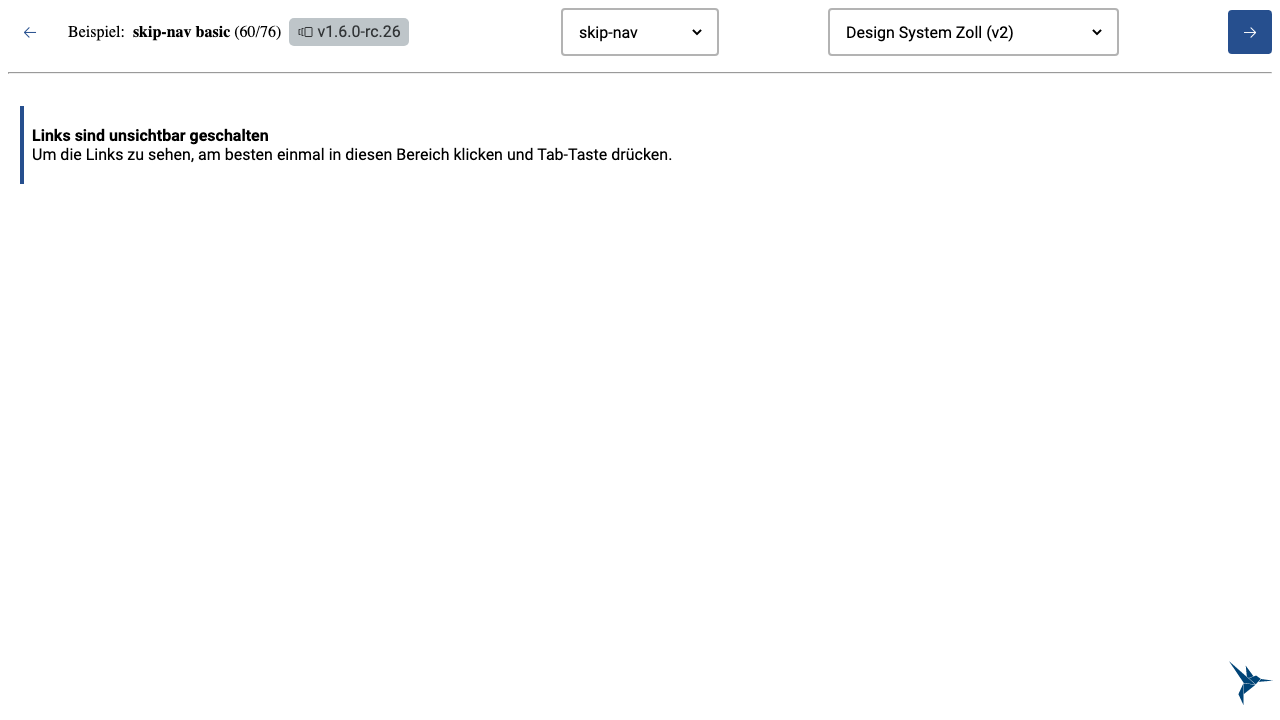 Beispiel: skip-nav basic (60/76) v1.6.0-rc.26 skip-nav Design System Zoll (v2)
Links sind unsichtbar geschalten
Um die Links zu sehen, am besten einmal in diesen Bereich klicken und Tab-Taste drücken.